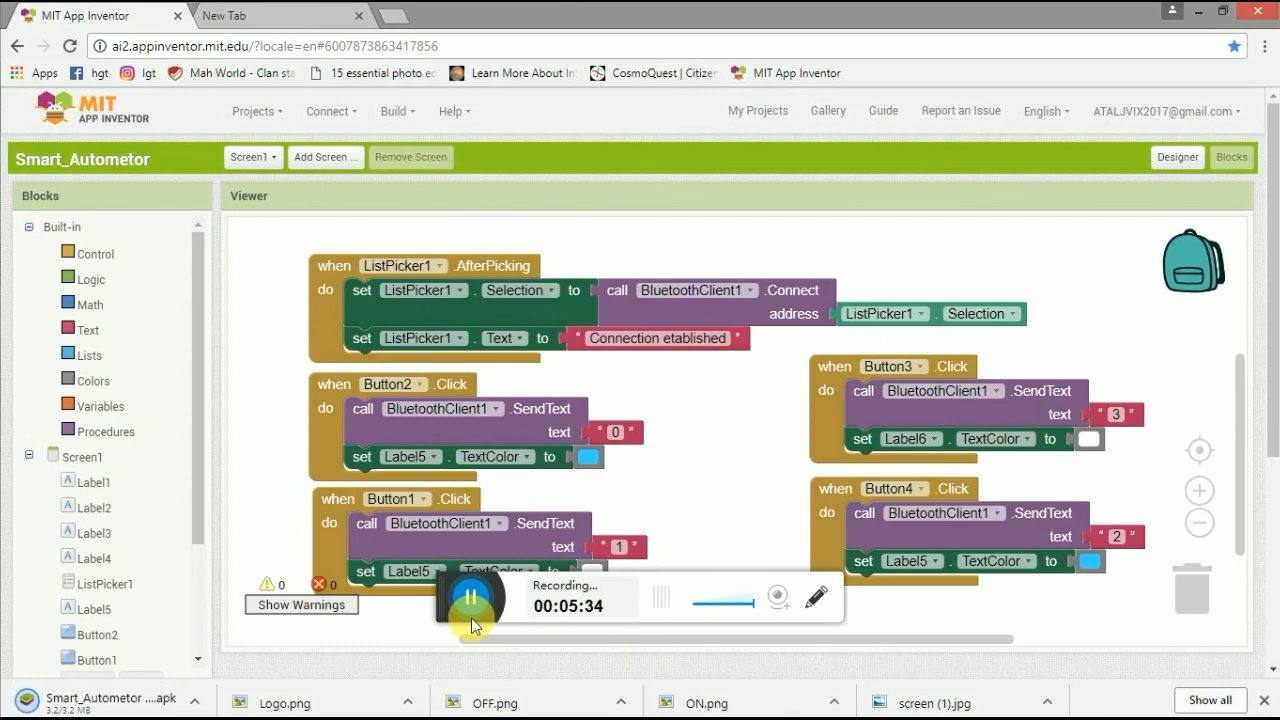 MIT App Inventor
New Tab
ai2.appinventor.mit.edu/?locale=en#6007873863417856
Apps
hgt
Igt
Mah World - Clan sta
15 essential photo e
Learn More About In
CosmoQuest | Citizen
MIT App Inventor
MIT
APP INVENTOR
Projects
Connect
Build
Help
My Projects
Gallery
Guide
Report an Issue
English
ATALJVIX2017@gmail.com
Smart_Autometor
Screen1
Add Screen ...
Remove Screen
Designer
Blocks
Blocks
Viewer
Built-in
Control
Logic
Math
Text
Lists
Colors
Variables
Procedures
Screen1
Label1
Label2
Label3
Label4
ListPicker1
Label5
Button2
Button1
when ListPicker1 .AfterPicking
do set ListPicker1 . Selection to call BluetoothClient1 .Connect
address ListPicker1 . Selection
set ListPicker1 . Text to " Connection etablished "
when Button2 .Click
do call BluetoothClient1 .SendText
text " 0 "
set Label5 . TextColor to
when Button1 .Click
do call BluetoothClient1 .SendText
text " 1 "
set Label5 . TextColor to
when Button3 .Click
do call BluetoothClient1 .SendText
text " 3 "
set Label6 . TextColor to
when Button4 .Click
do call BluetoothClient1 .SendText
text " 2 "
set Label5 . TextColor to
0
0
Show Warnings
Recording...
00:05:34
Smart_Autometor ....apk
3.2/3.2 MB
Logo.png
OFF.png
ON.png
screen (1).jpg
Show all